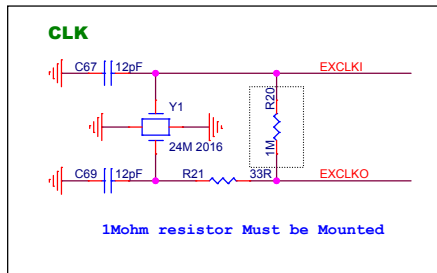 CLK
C67 12pF
EXCLKI
R20
1M
Y1
24M 2016
C69 12pF
R21 33R
EXCLKO
1Mohm resistor Must be Mounted